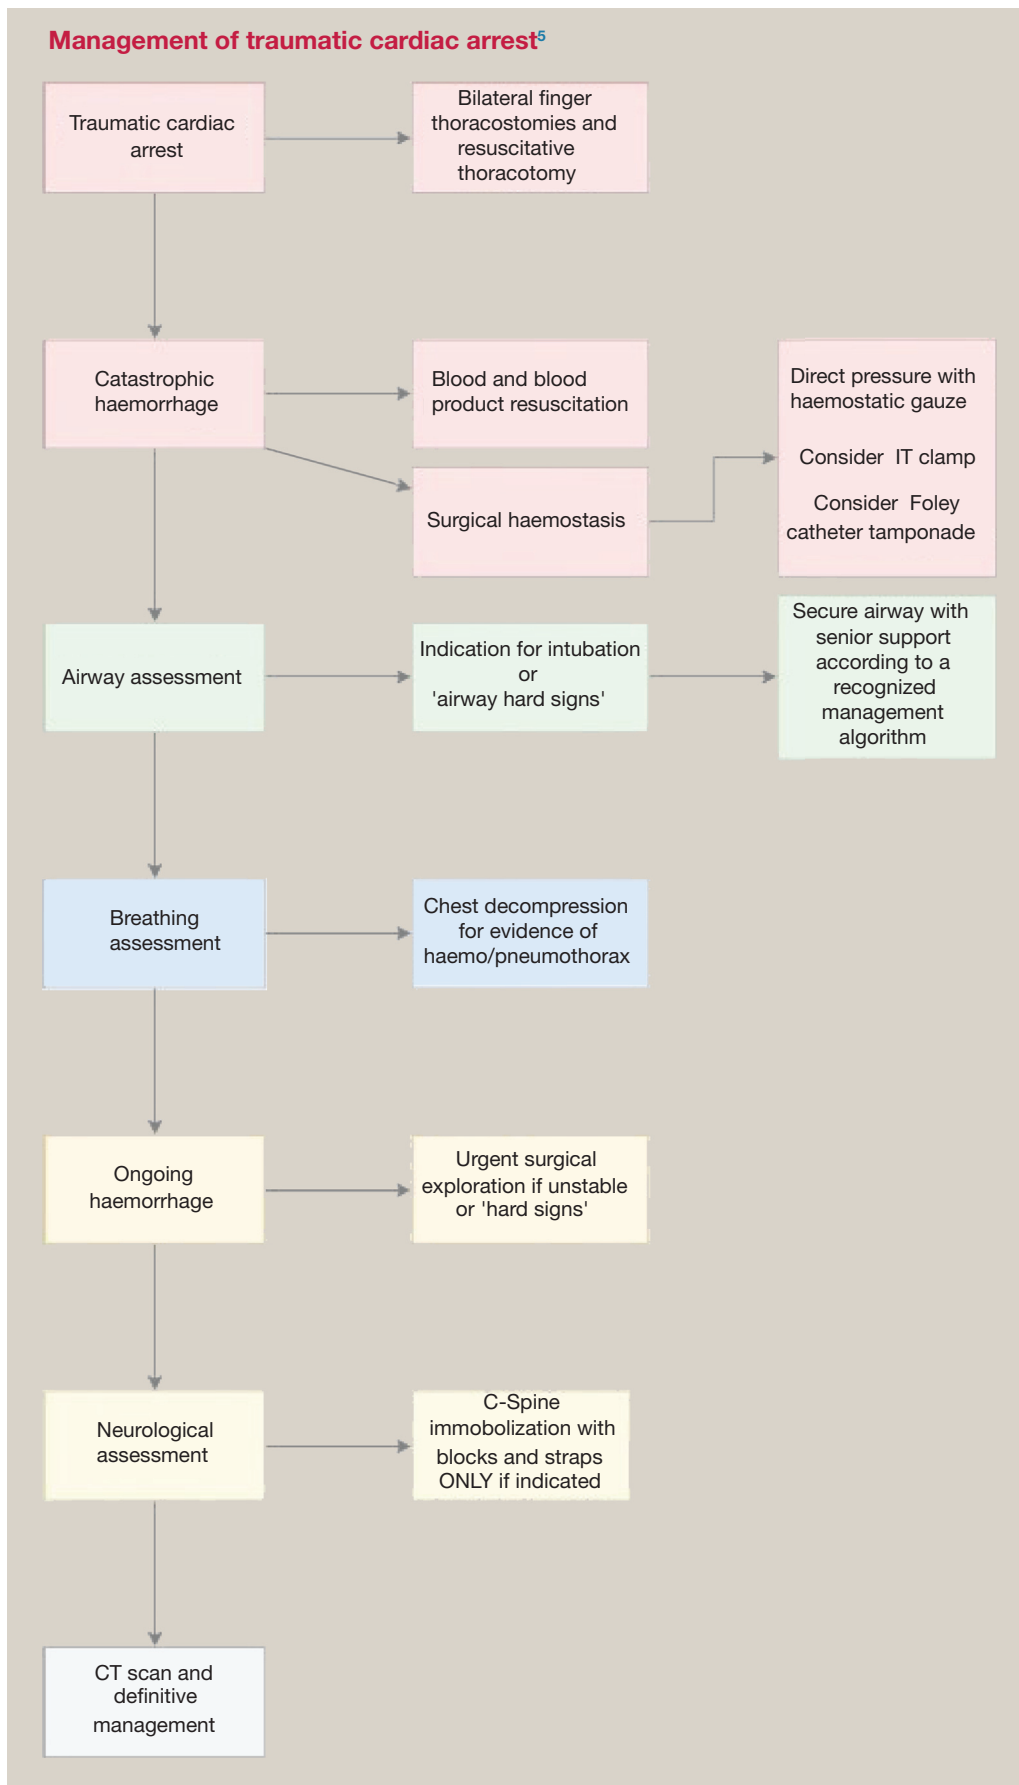 Management of traumatic cardiac arrest5
Traumatic cardiac
arrest
Bilateral finger
thoracostomies and
resuscitative
thoracotomy
Catastrophic
haemorrhage
Blood and blood
product resuscitation
Surgical haemostasis
Direct pressure with
haemostatic gauze
Consider IT clamp
Consider Foley
catheter tamponade
Airway assessment
Indication for intubation
or
'airway hard signs'
Secure airway with
senior support
according to a
recognized
management
algorithm
Breathing
assessment
Chest decompression
for evidence of
haemo/pneumothorax
Ongoing
haemorrhage
Urgent surgical
exploration if unstable
or 'hard signs'
Neurological
assessment
C-Spine
immobolization with
blocks and straps
ONLY if indicated
CT scan and
definitive
management